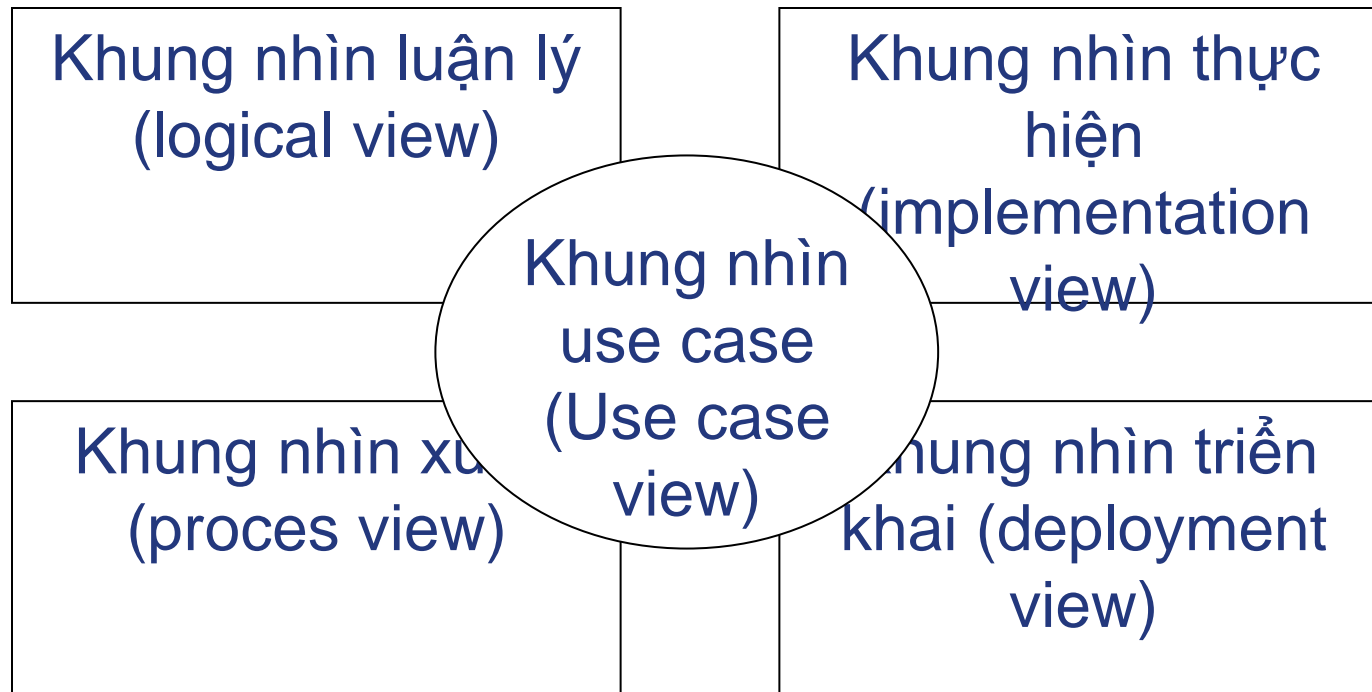 Khung nhìn luận lý
(logical view)
Khung nhìn thực
hiện
(implementation
view)
Khung nhìn
use case
(Use case
view)
Khung nhìn
(proces view)
nhìn triển
khai (deployment
view)